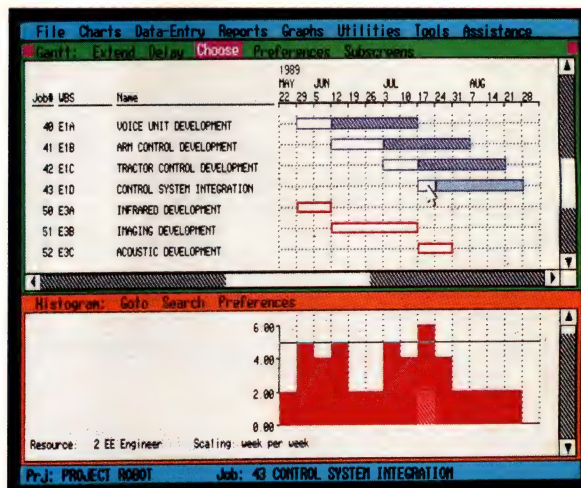 File Charts Data-Entry Reports Graphs Utilities Tools Assistance
Gantt: Extend Delay Choose Preferences Subscreens
1989
MAY JUN JUL AUG
Job# WBS Name 22 29 5 12 19 26 3 10 17 24 31 7 14 21 28
40 E1A VOICE UNIT DEVELOPMENT
41 E1B ARM CONTROL DEVELOPMENT
42 E1C TRACTOR CONTROL DEVELOPMENT
43 E1D CONTROL SYSTEM INTEGRATION
50 E3A INFRARED DEVELOPMENT
51 E3B IMAGING DEVELOPMENT
52 E3C ACOUSTIC DEVELOPMENT
Histogram: Goto Search Preferences
6.00
4.00
2.00
0.00
Resource: 2 EE Engineer Scaling: week per week
PrJ: PROJECT ROBOT Job: 43 CONTROL SYSTEM INTEGRATION